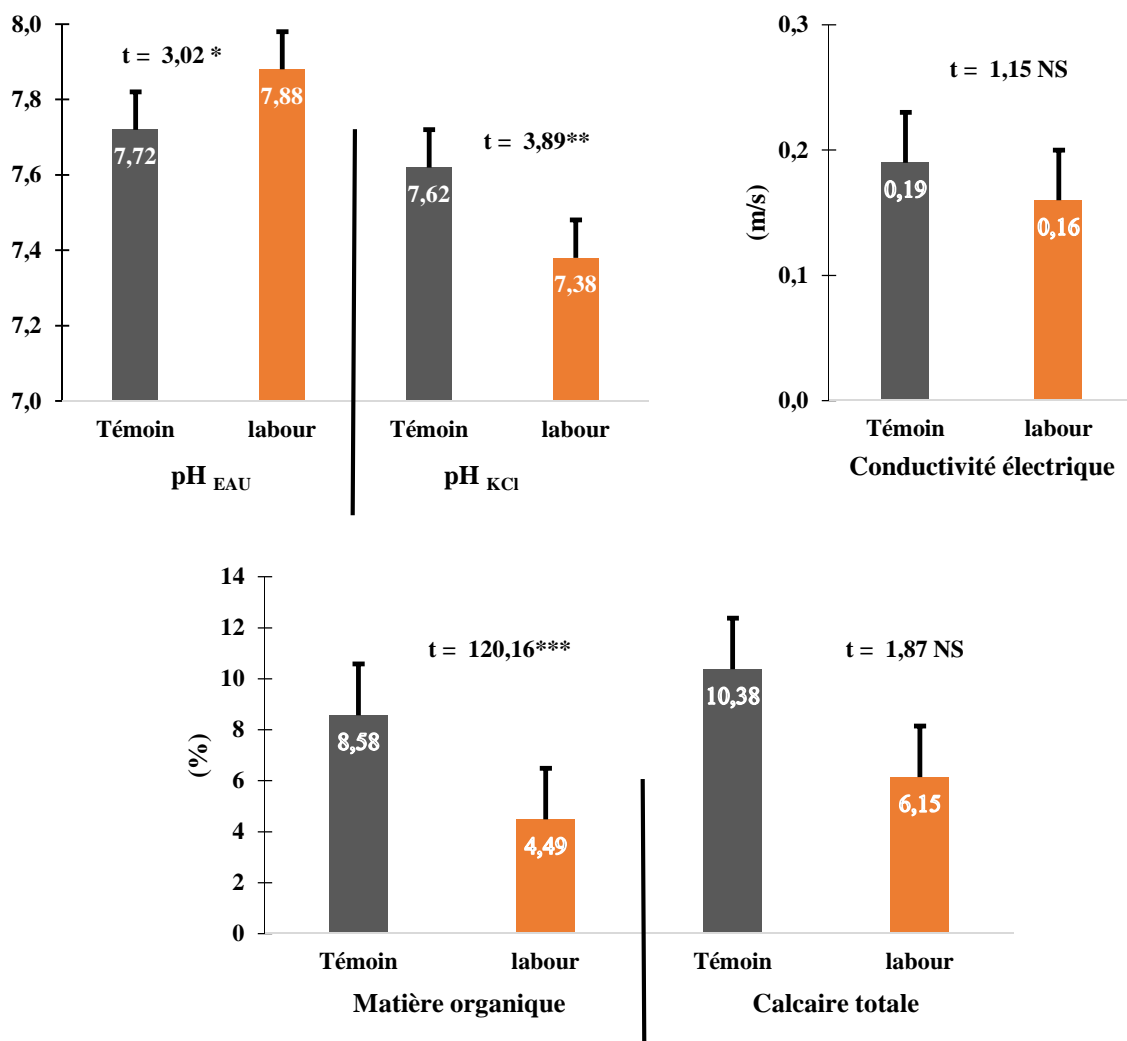 8,0
7,8
7,6
7,4
7,2
7,0
t = 3,02 *
7,72
7,88
t = 3,89**
7,62
7,38
Témoin labour Témoin labour
pH EAU pH KCl
0,3
0,2
0,1
0,0
(m/s)
t = 1,15 NS
0,19
0,16
Témoin labour
Conductivité électrique
14
12
10
8
6
4
2
0
(%)
t = 120,16***
8,58
4,49
t = 1,87 NS
10,38
6,15
Témoin labour Témoin labour
Matière organique Calcaire totale